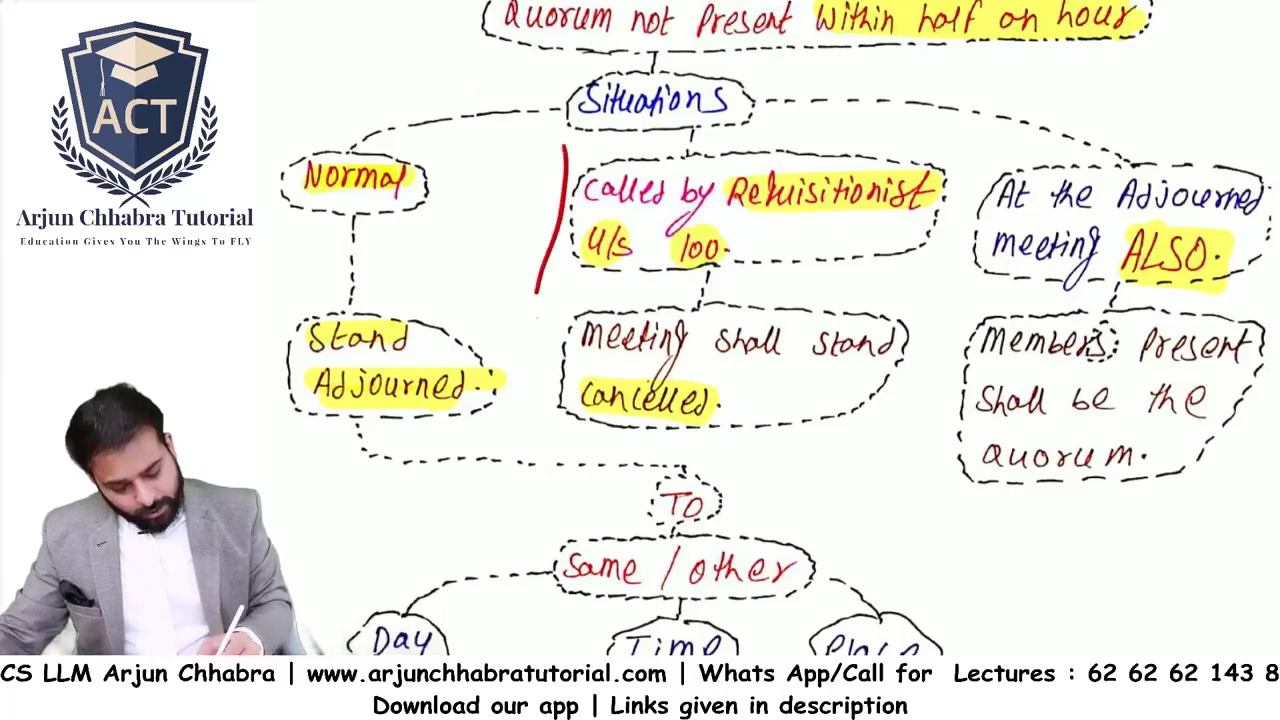 Quorum not Present Within half an hour
Situations
Normal
Called by Requisitionist
U/s 100.
At the Adjourned
meeting ALSO.
Stand
Adjourned.
Meeting shall stand
cancelled.
Members Present
shall be the
quorum.
TO
Same / other
Day
Time
Place
ACT
Arjun Chhabra Tutorial
Education Gives You The Wings To FLY
CS LLM Arjun Chhabra | www.arjunchhabratutorial.com | Whats App/Call for Lectures : 62 62 62 143 8
Download our app | Links given in description